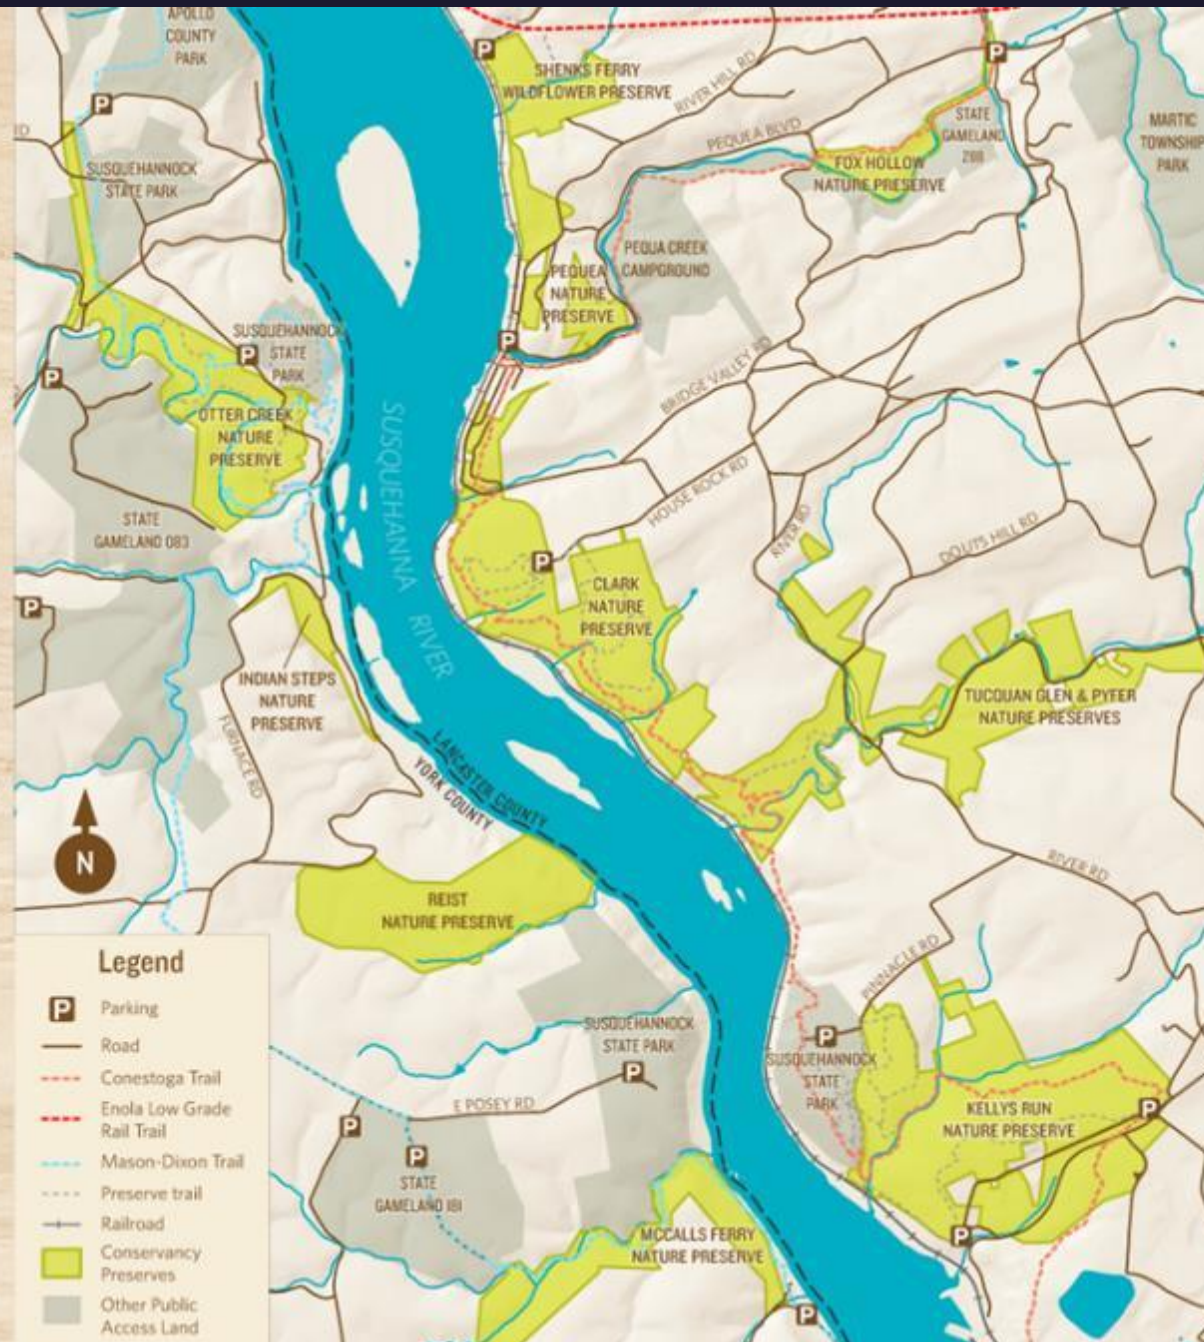 APOLLO
COUNTY
PARK
P
SHENKS FERRY
WILDFLOWER PRESERVE
P
P
RIVER HILL RD
PEQUEA BLVD
STATE
GAMELAND
288
MARTIC
TOWNSHIP
PARK
SUSQUEHANNOCK
STATE PARK
FOX HOLLOW
NATURE PRESERVE
PEQUA CREEK
CAMPGROUND
PEQUEA
NATURE
PRESERVE
SUSQUEHANNOCK
STATE
PARK
P
P
P
BRIDGE VALLEY RD
OTTER CREEK
NATURE
PRESERVE
SUSQUEHANNA RIVER
HOUSE ROCK RD
RIVER RD
DOUTS HILL RD
STATE
GAMELAND 083
P
P
CLARK
NATURE
PRESERVE
INDIAN STEPS
NATURE
PRESERVE
TUCQUAN GLEN & PYFER
NATURE PRESERVES
FURNACE RD
LANCASTER COUNTY
YORK COUNTY
N
RIVER RD
REIST
NATURE PRESERVE
PINNACLE RD
SUSQUEHANNOCK
STATE PARK
P
P
SUSQUEHANNOCK
STATE
PARK
E POSEY RD
KELLYS RUN
NATURE PRESERVE
P
P
P
STATE
GAMELAND 181
MCCALLS FERRY
NATURE PRESERVE
P
P
Legend
P Parking
Road
Conestoga Trail
Enola Low Grade
Rail Trail
Mason-Dixon Trail
Preserve trail
Railroad
Conservancy
Preserves
Other Public
Access Land